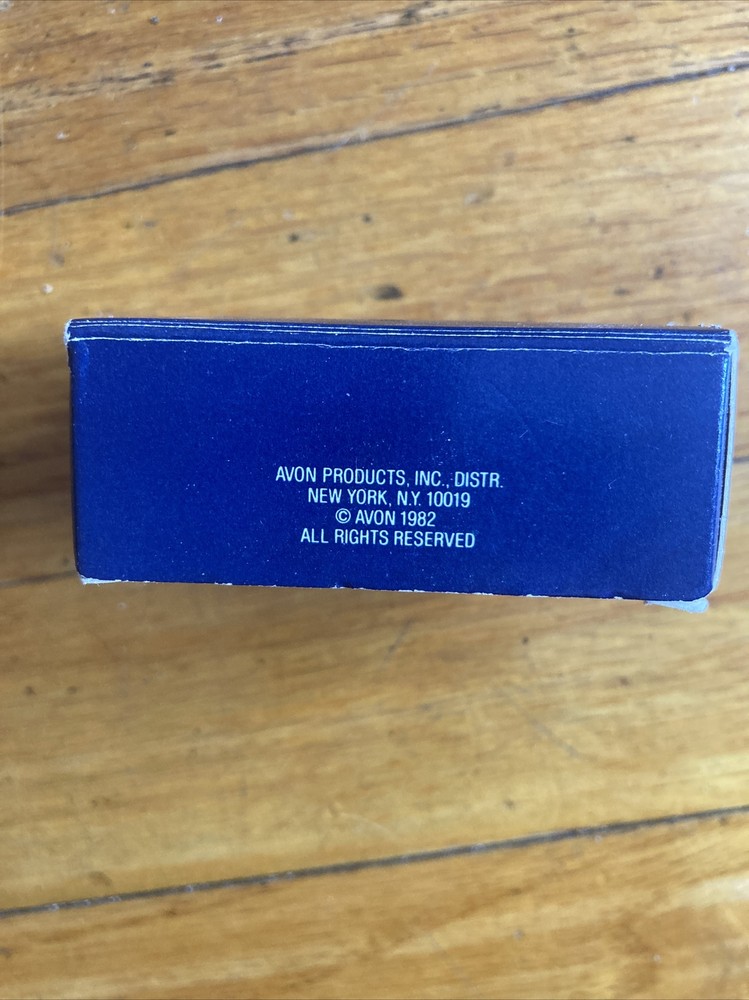 AVON PRODUCTS, INC., DISTR.
NEW YORK, N.Y. 10019
© AVON 1982
ALL RIGHTS RESERVED